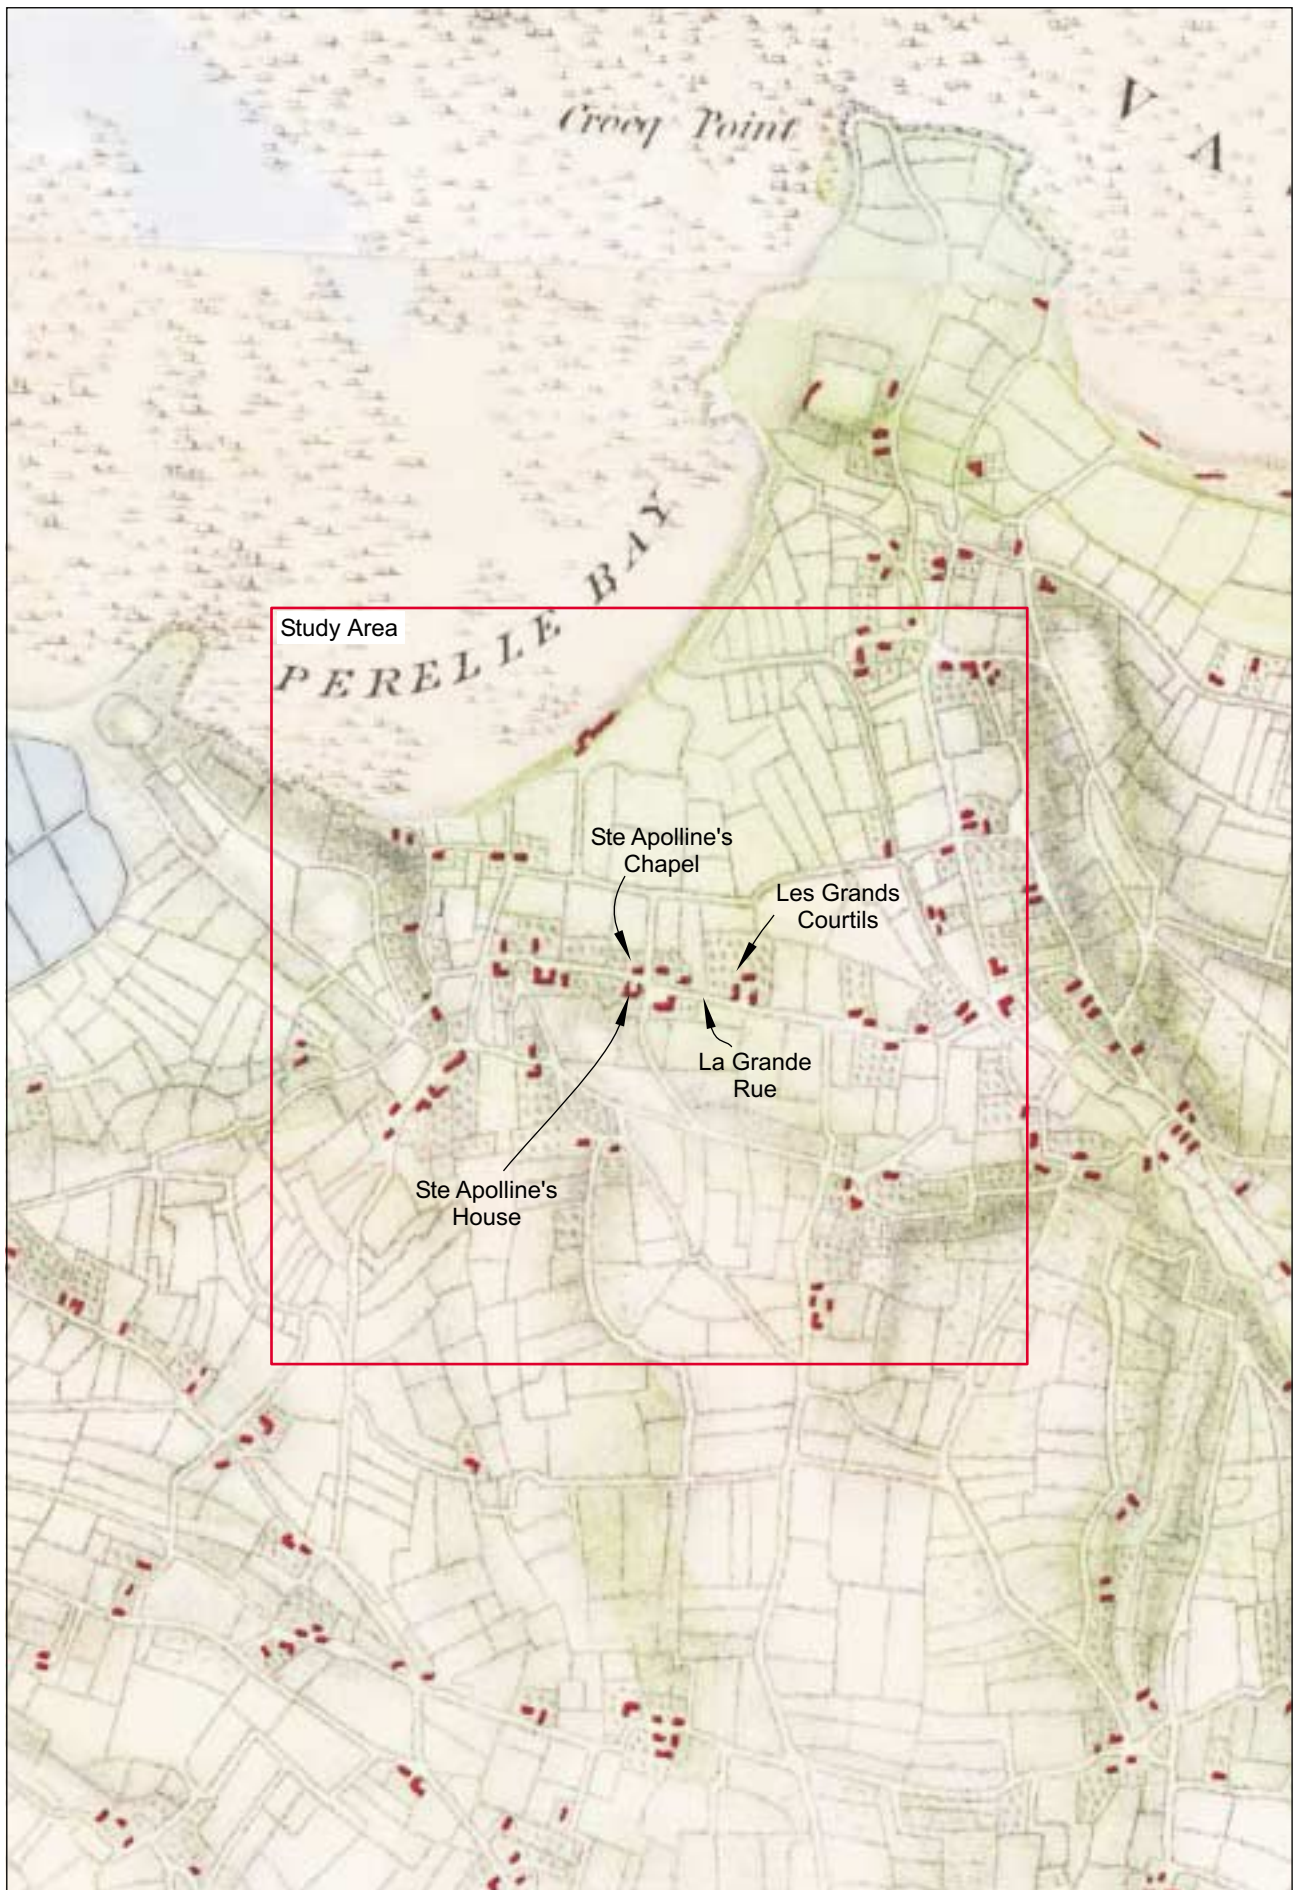 Crocq Point
V
A
Study Area
PERELLE BAY
Ste Apolline's
Chapel
Les Grands
Courtils
La Grande
Rue
Ste Apolline's
House